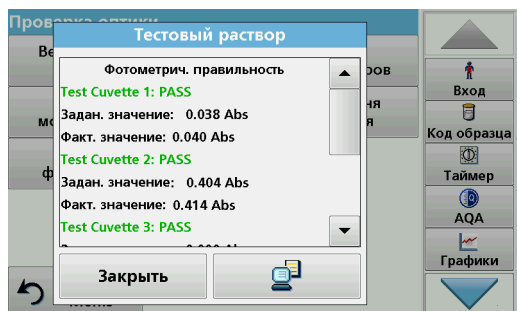 Проверка оптики
Тестовый раствор
Фотометрич. правильность
Test Cuvette 1: PASS
Задан. значение: 0.038 Abs
Факт. значение: 0.040 Abs
Test Cuvette 2: PASS
Задан. значение: 0.404 Abs
Факт. значение: 0.414 Abs
Test Cuvette 3: PASS
Закрыть
Меню
Вход
Код образца
Таймер
AQA
Графики